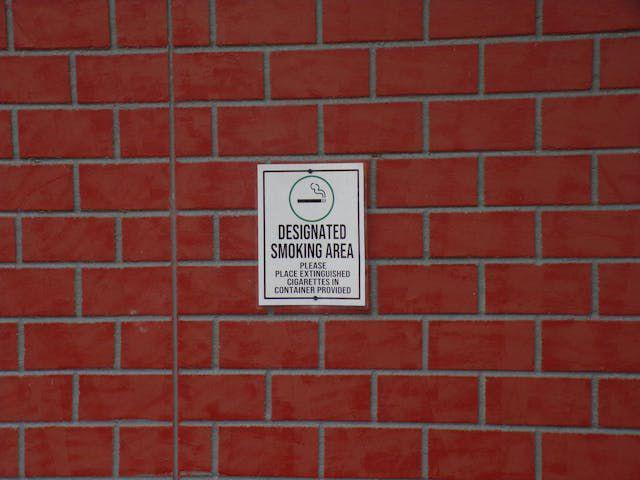 DESIGNATED
SMOKING AREA
PLEASE
PLACE EXTINGUISHED
CIGARETTES IN
CONTAINER PROVIDED